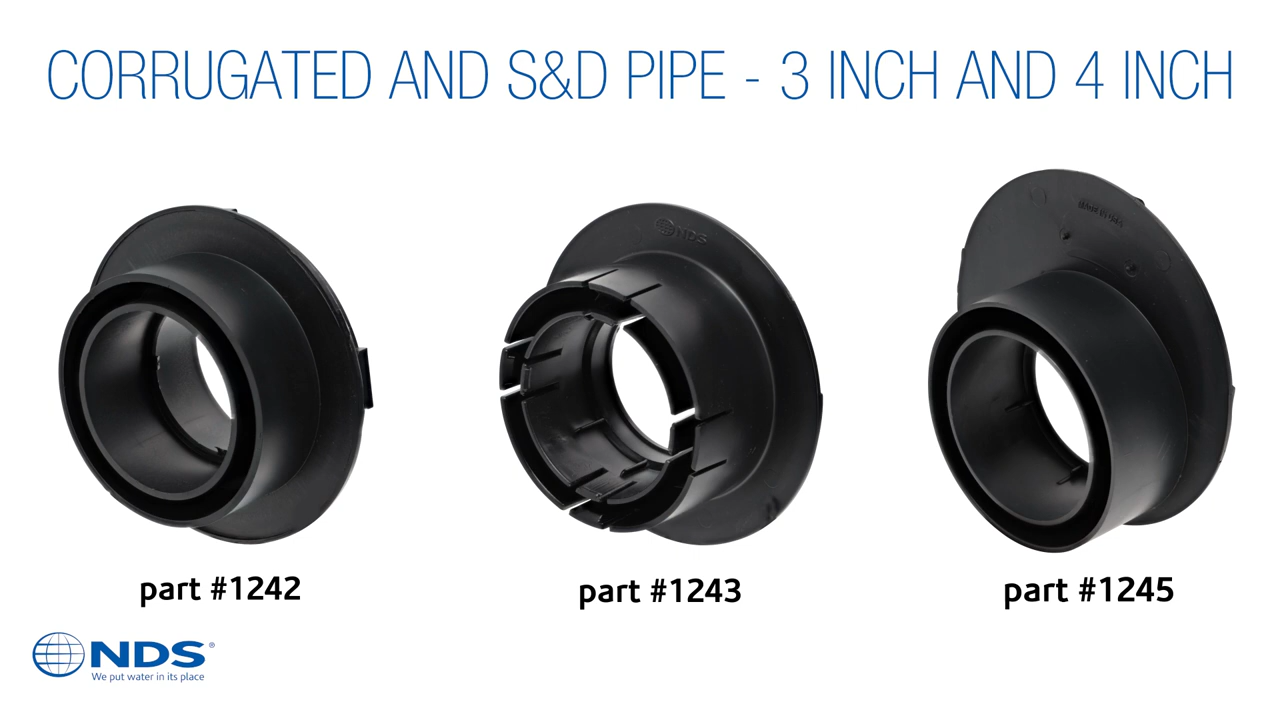 CORRUGATED AND S&D PIPE - 3 INCH AND 4 INCH
NDS
part #1242
part #1243
part #1245
NDS®
We put water in its place